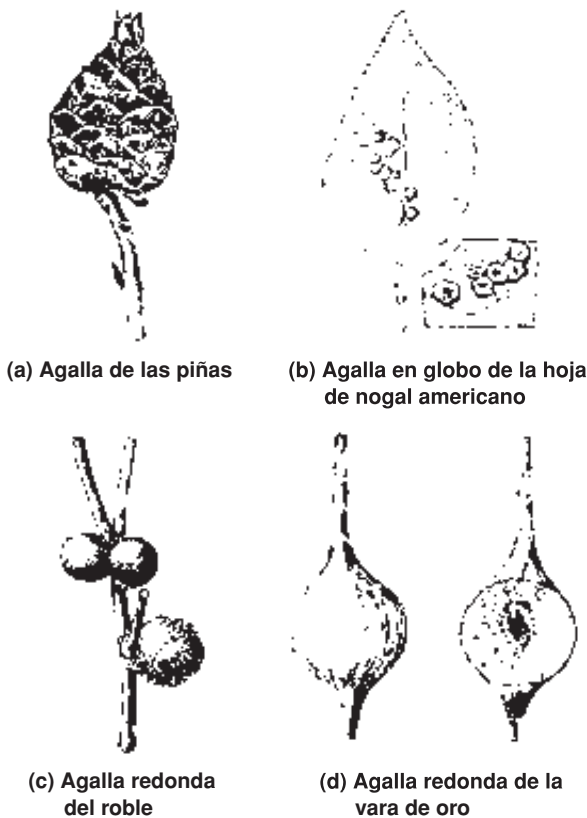 (a) Agalla de las piñas
(b) Agalla en globo de la hoja
de nogal americano
(c) Agalla redonda
del roble
(d) Agalla redonda de la
vara de oro